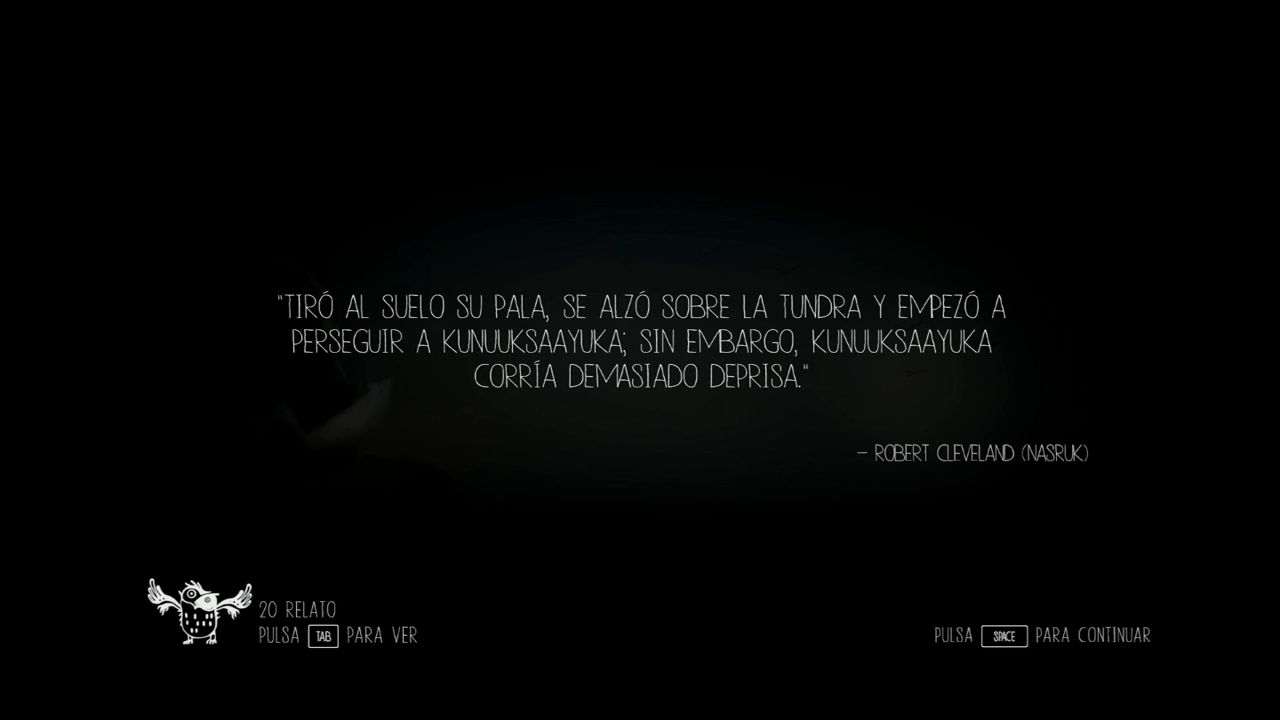 "TIRÓ AL SUELO SU PALA, SE ALZÓ SOBRE LA TUNDRA Y EMPEZÓ A
PERSEGUIR A KUNUUKSAAYUKA; SIN EMBARGO, KUNUUKSAAYUKA
CORRÍA DEMASIADO DEPRISA."
– ROBERT CLEVELAND (NASRUK)
20 RELATO
PULSA TAB PARA VER
PULSA SPACE PARA CONTINUAR